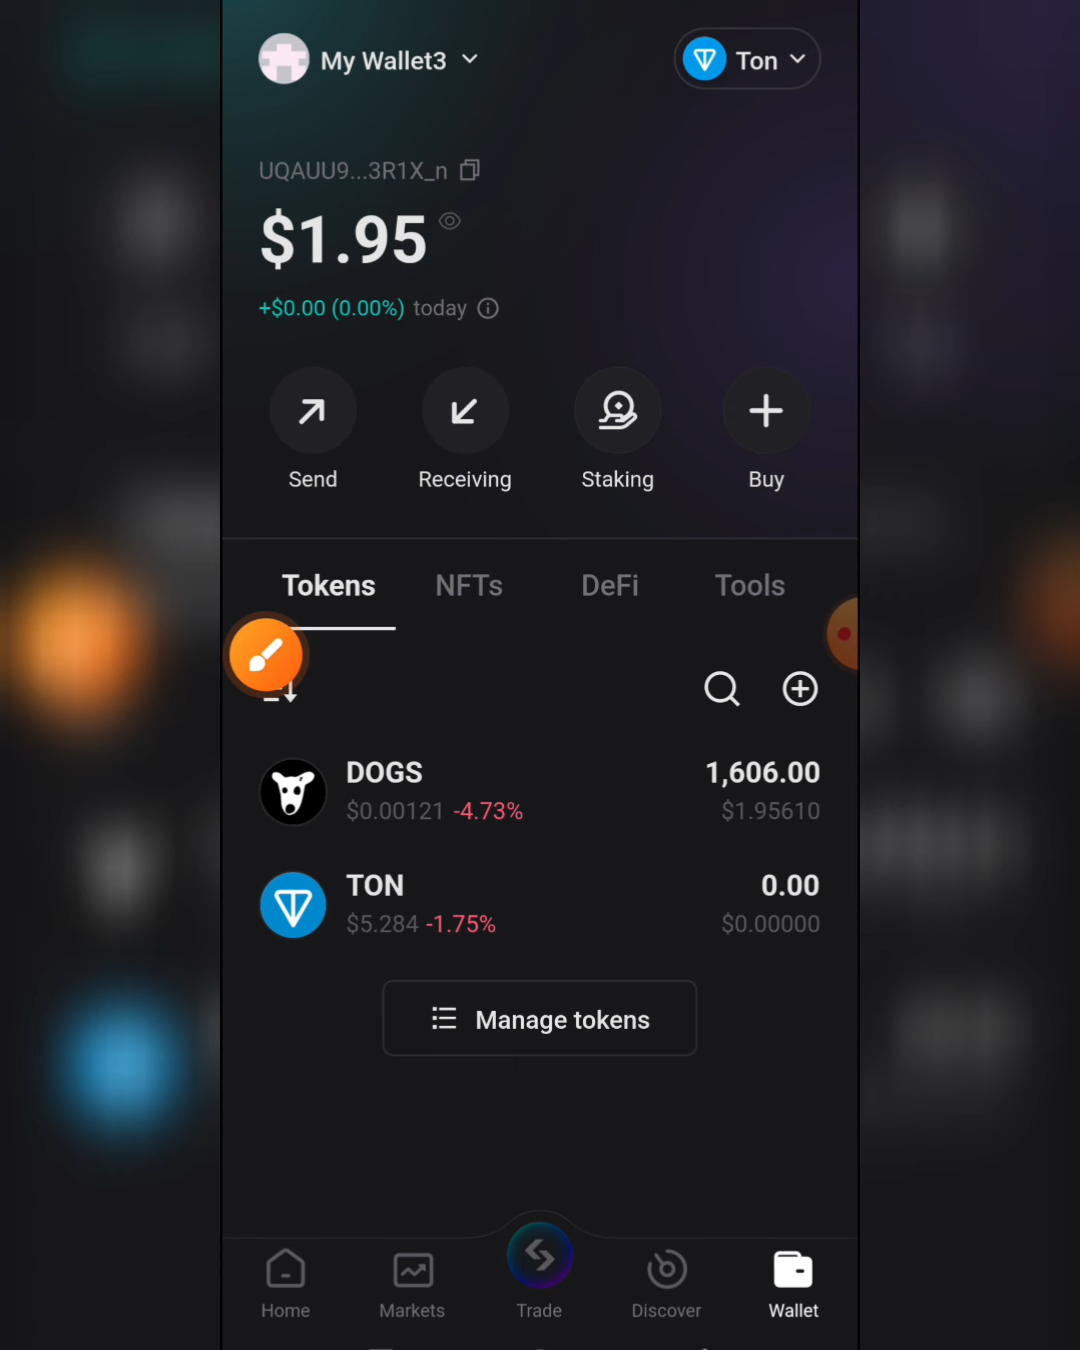 My Wallet3
Ton
UQAUU9...3R1X_n
$1.95
+$0.00 (0.00%) today
Send
Receiving
Staking
Buy
Tokens
NFTs
DeFi
Tools
DOGS
1,606.00
$0.00121 -4.73%
$1.95610
TON
0.00
$5.284 -1.75%
$0.00000
Manage tokens
Home
Markets
Trade
Discover
Wallet